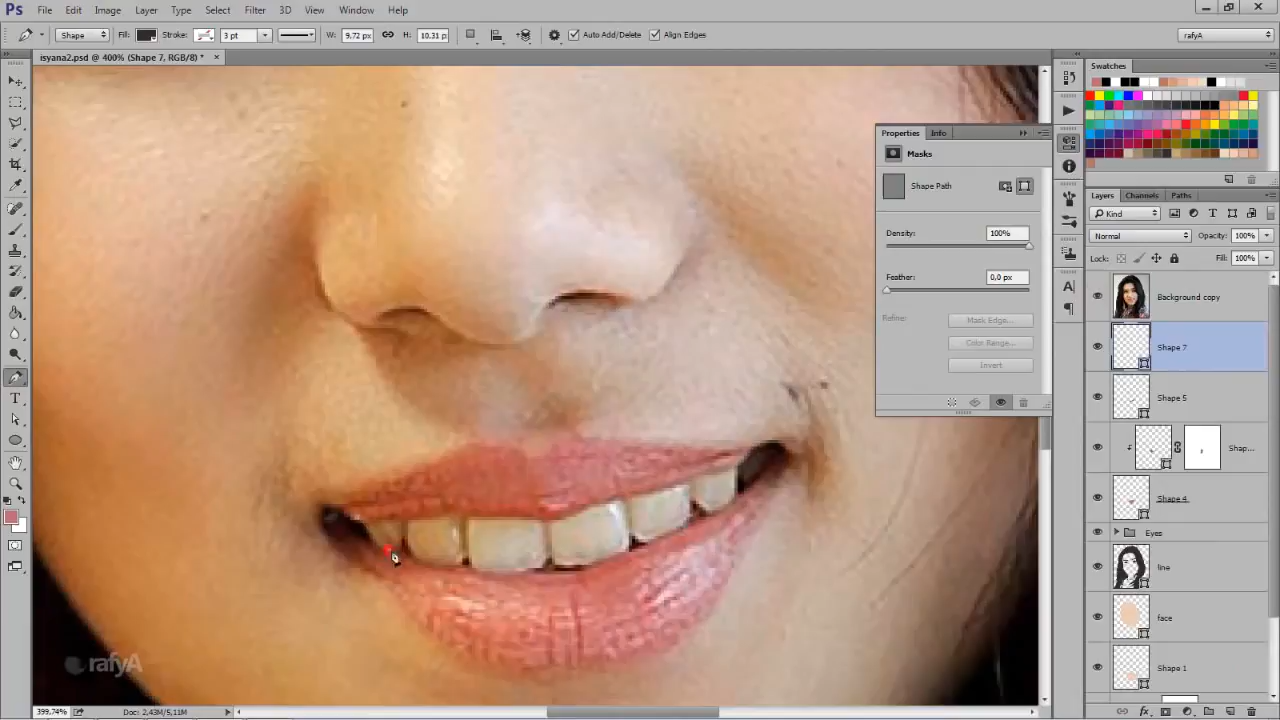 Ps File Edit Image Layer Type Select Filter 3D View Window Help
Shape Fill: Stroke: 3 pt W: 9,72 px H: 10,31 px Auto Add/Delete Align Edges rafyA
isyana2.psd @ 400% (Shape 7, RGB/8) * ×
Swatches
Properties Info
Masks
Shape Path
Density: 100%
Feather: 0,0 px
Refine: Mask Edge...
Color Range...
Invert
Layers Channels Paths
Kind
Normal Opacity: 100%
Lock: Fill: 100%
Background copy
Shape 7
Shape 5
Shap...
Shape 4
Eyes
line
face
Shape 1
rafyA
399,74% Doc: 2,43M/5,11M